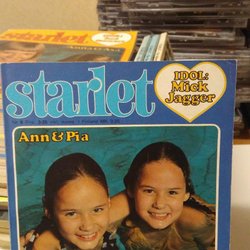 starlet
IDOL:
Mick
Jagger
Ann & Pia